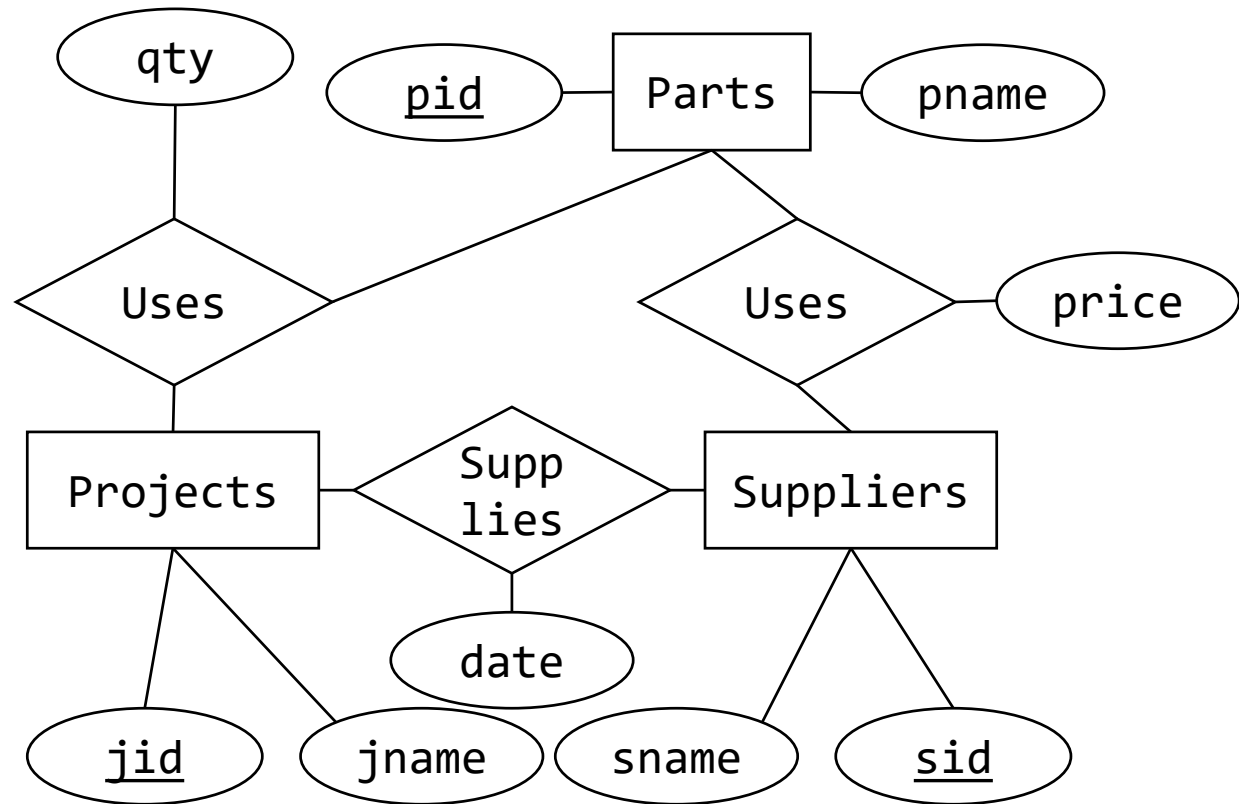 qty
pid
Parts
pname
Uses
Uses
price
Projects
Supp
lies
Suppliers
date
jid
jname
sname
sid